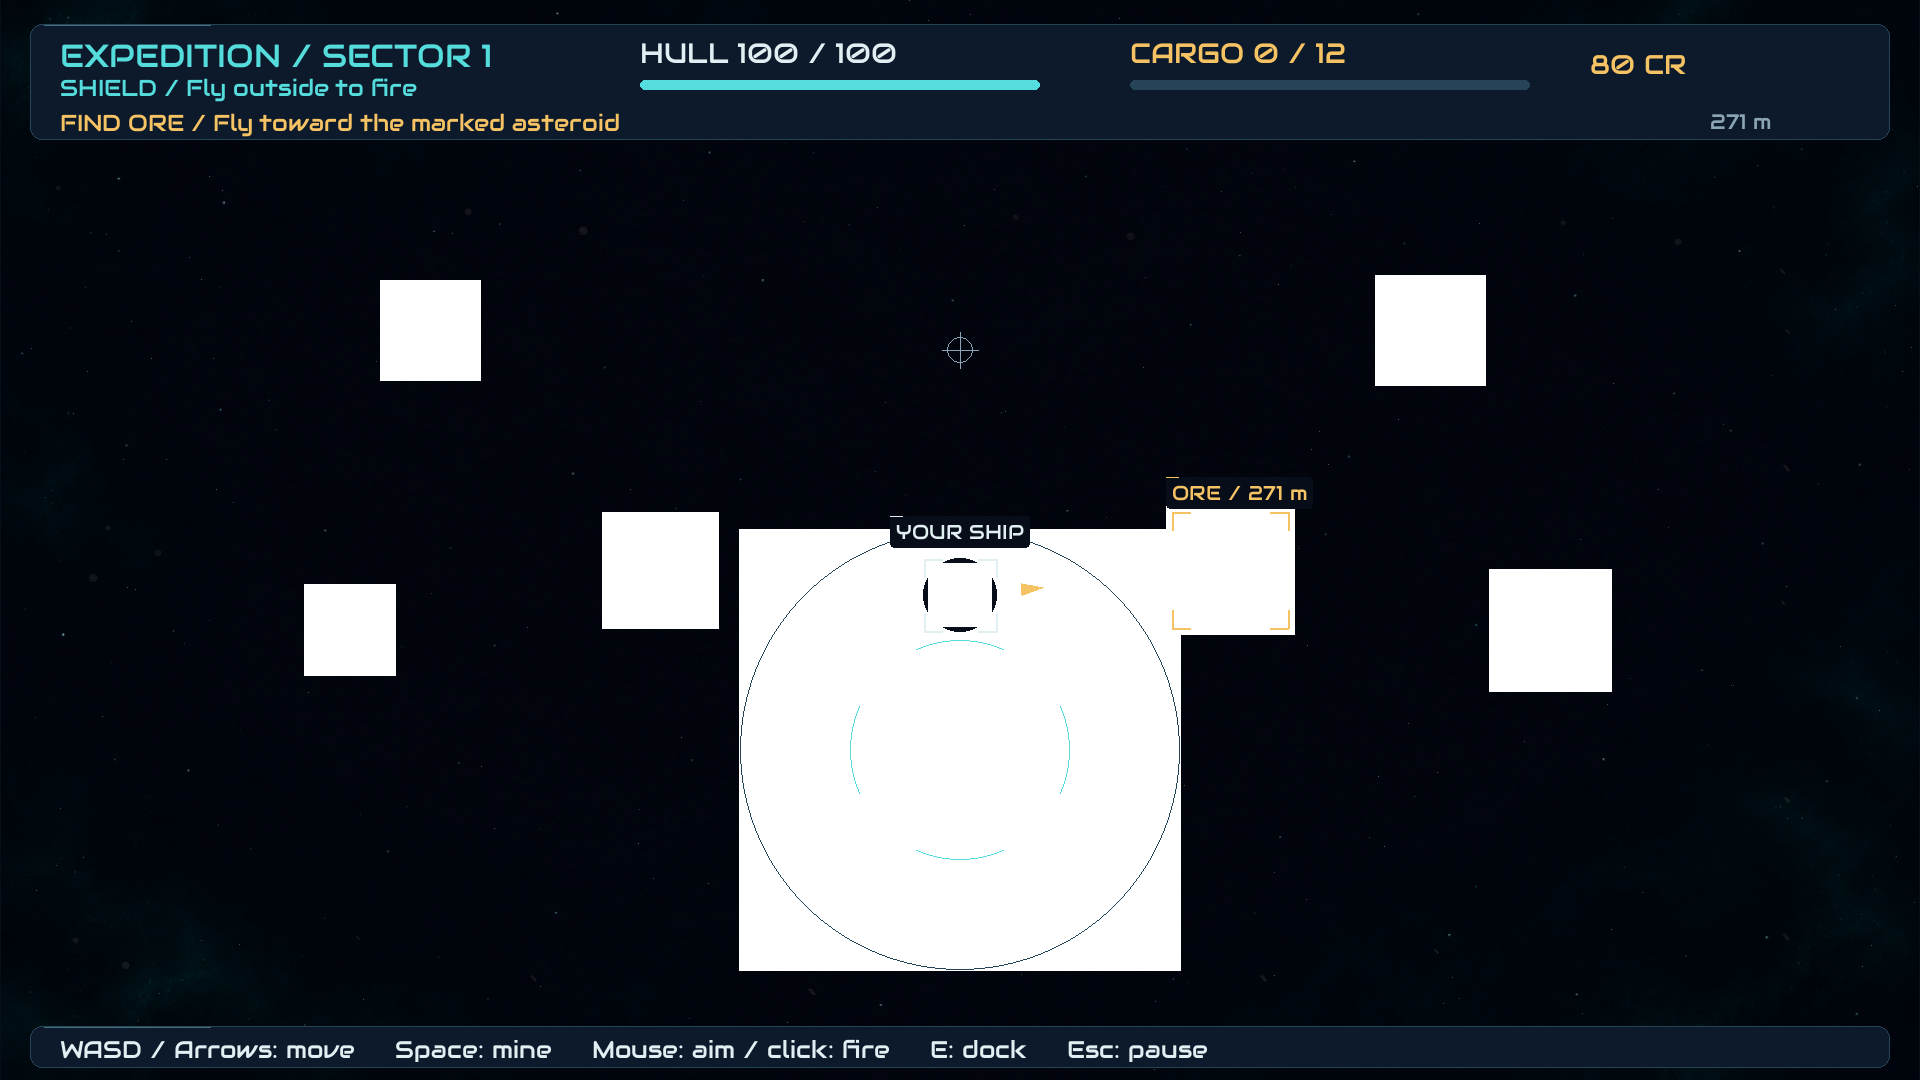 EXPEDITION / SECTOR 1
SHIELD / Fly outside to fire
FIND ORE / Fly toward the marked asteroid
HULL 100 / 100
CARGO 0 / 12
80 CR
271 m
ORE / 271 m
YOUR SHIP
WASD / Arrows: move Space: mine Mouse: aim / click: fire E: dock Esc: pause